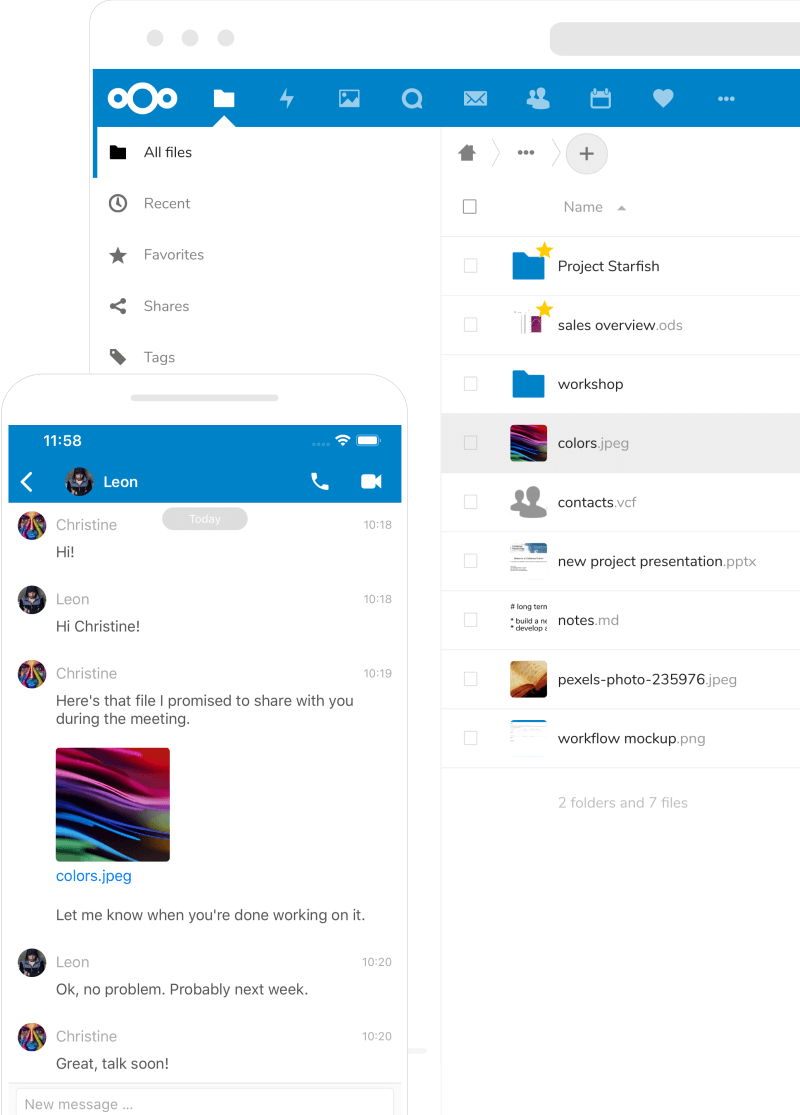 All files
Recent
Favorites
Shares
Tags
Name
Project Starfish
sales overview.ods
workshop
colors.jpeg
contacts.vcf
new project presentation.pptx
# long term
* build a ne
* develop a
notes.md
pexels-photo-235976.jpeg
workflow mockup.png
2 folders and 7 files
11:58
Leon
Today
Christine 10:18
Hi!
Leon 10:18
Hi Christine!
Christine 10:19
Here's that file I promised to share with you
during the meeting.
colors.jpeg
Let me know when you're done working on it.
Leon 10:20
Ok, no problem. Probably next week.
Christine 10:20
Great, talk soon!
New message ...